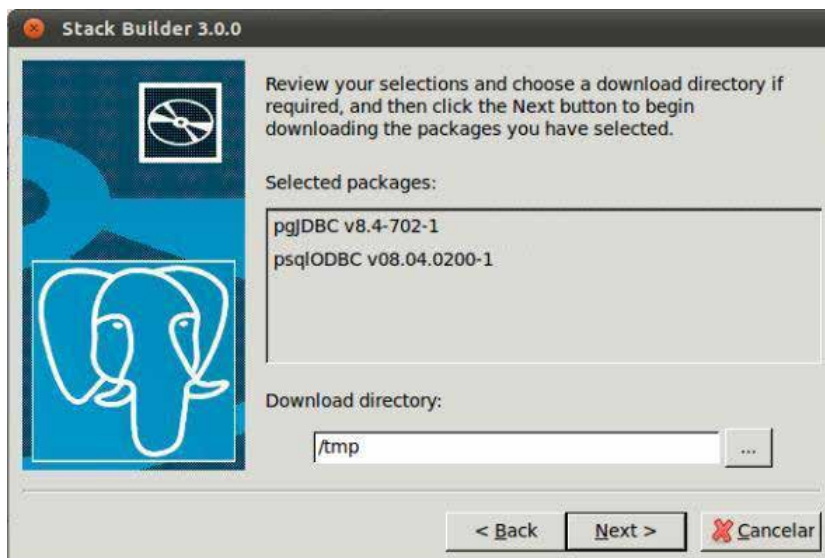 Stack Builder 3.0.0
Review your selections and choose a download directory if
required, and then click the Next button to begin
downloading the packages you have selected.
Selected packages:
pgJDBC v8.4-702-1
psqlODBC v08.04.0200-1
Download directory:
/tmp
...
< Back
Next >
Cancelar